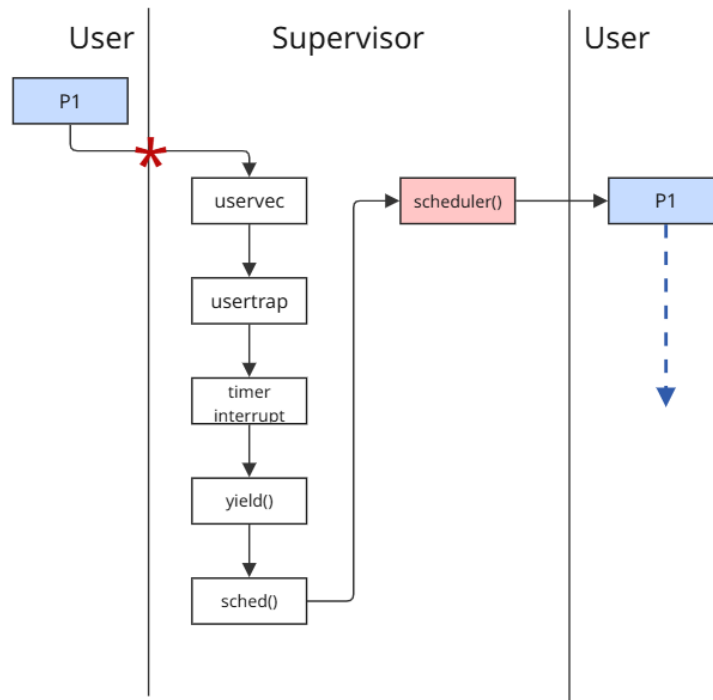 User
Supervisor
User
P1
*
uservec
scheduler()
P1
usertrap
timer
interrupt
yield()
sched()